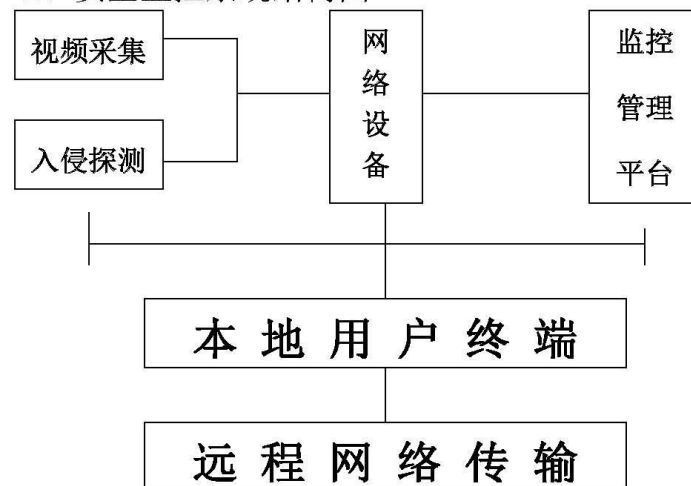 视频采集
入侵探测
网
络
设
备
监控
管理
平台
本地用户终端
远程网络传输